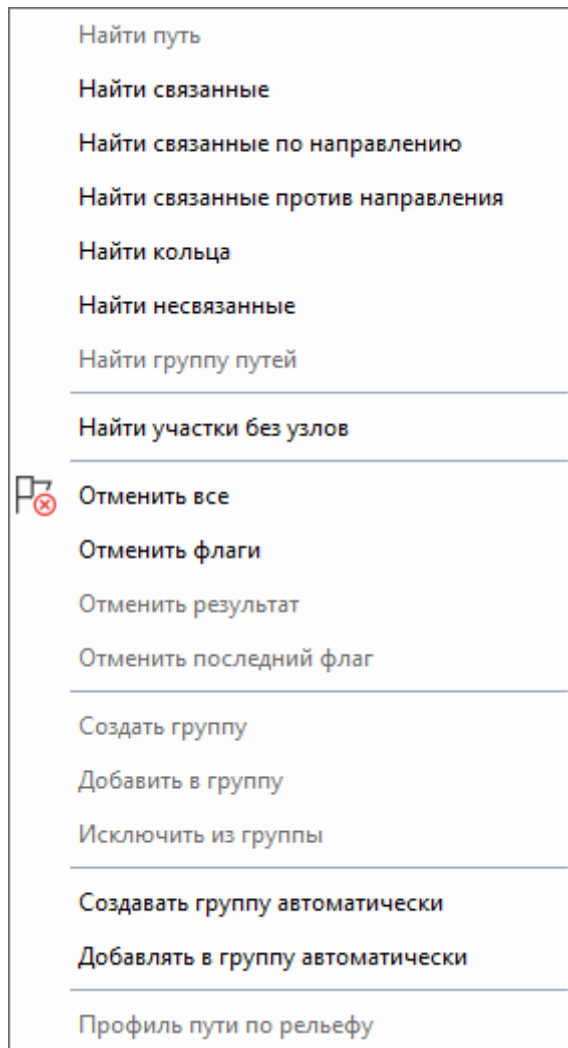 Найти путь
Найти связанные
Найти связанные по направлению
Найти связанные против направления
Найти кольца
Найти несвязанные
Найти группу путей
Найти участки без узлов
Отменить все
Отменить флаги
Отменить результат
Отменить последний флаг
Создать группу
Добавить в группу
Исключить из группы
Создавать группу автоматически
Добавлять в группу автоматически
Профиль пути по рельефу